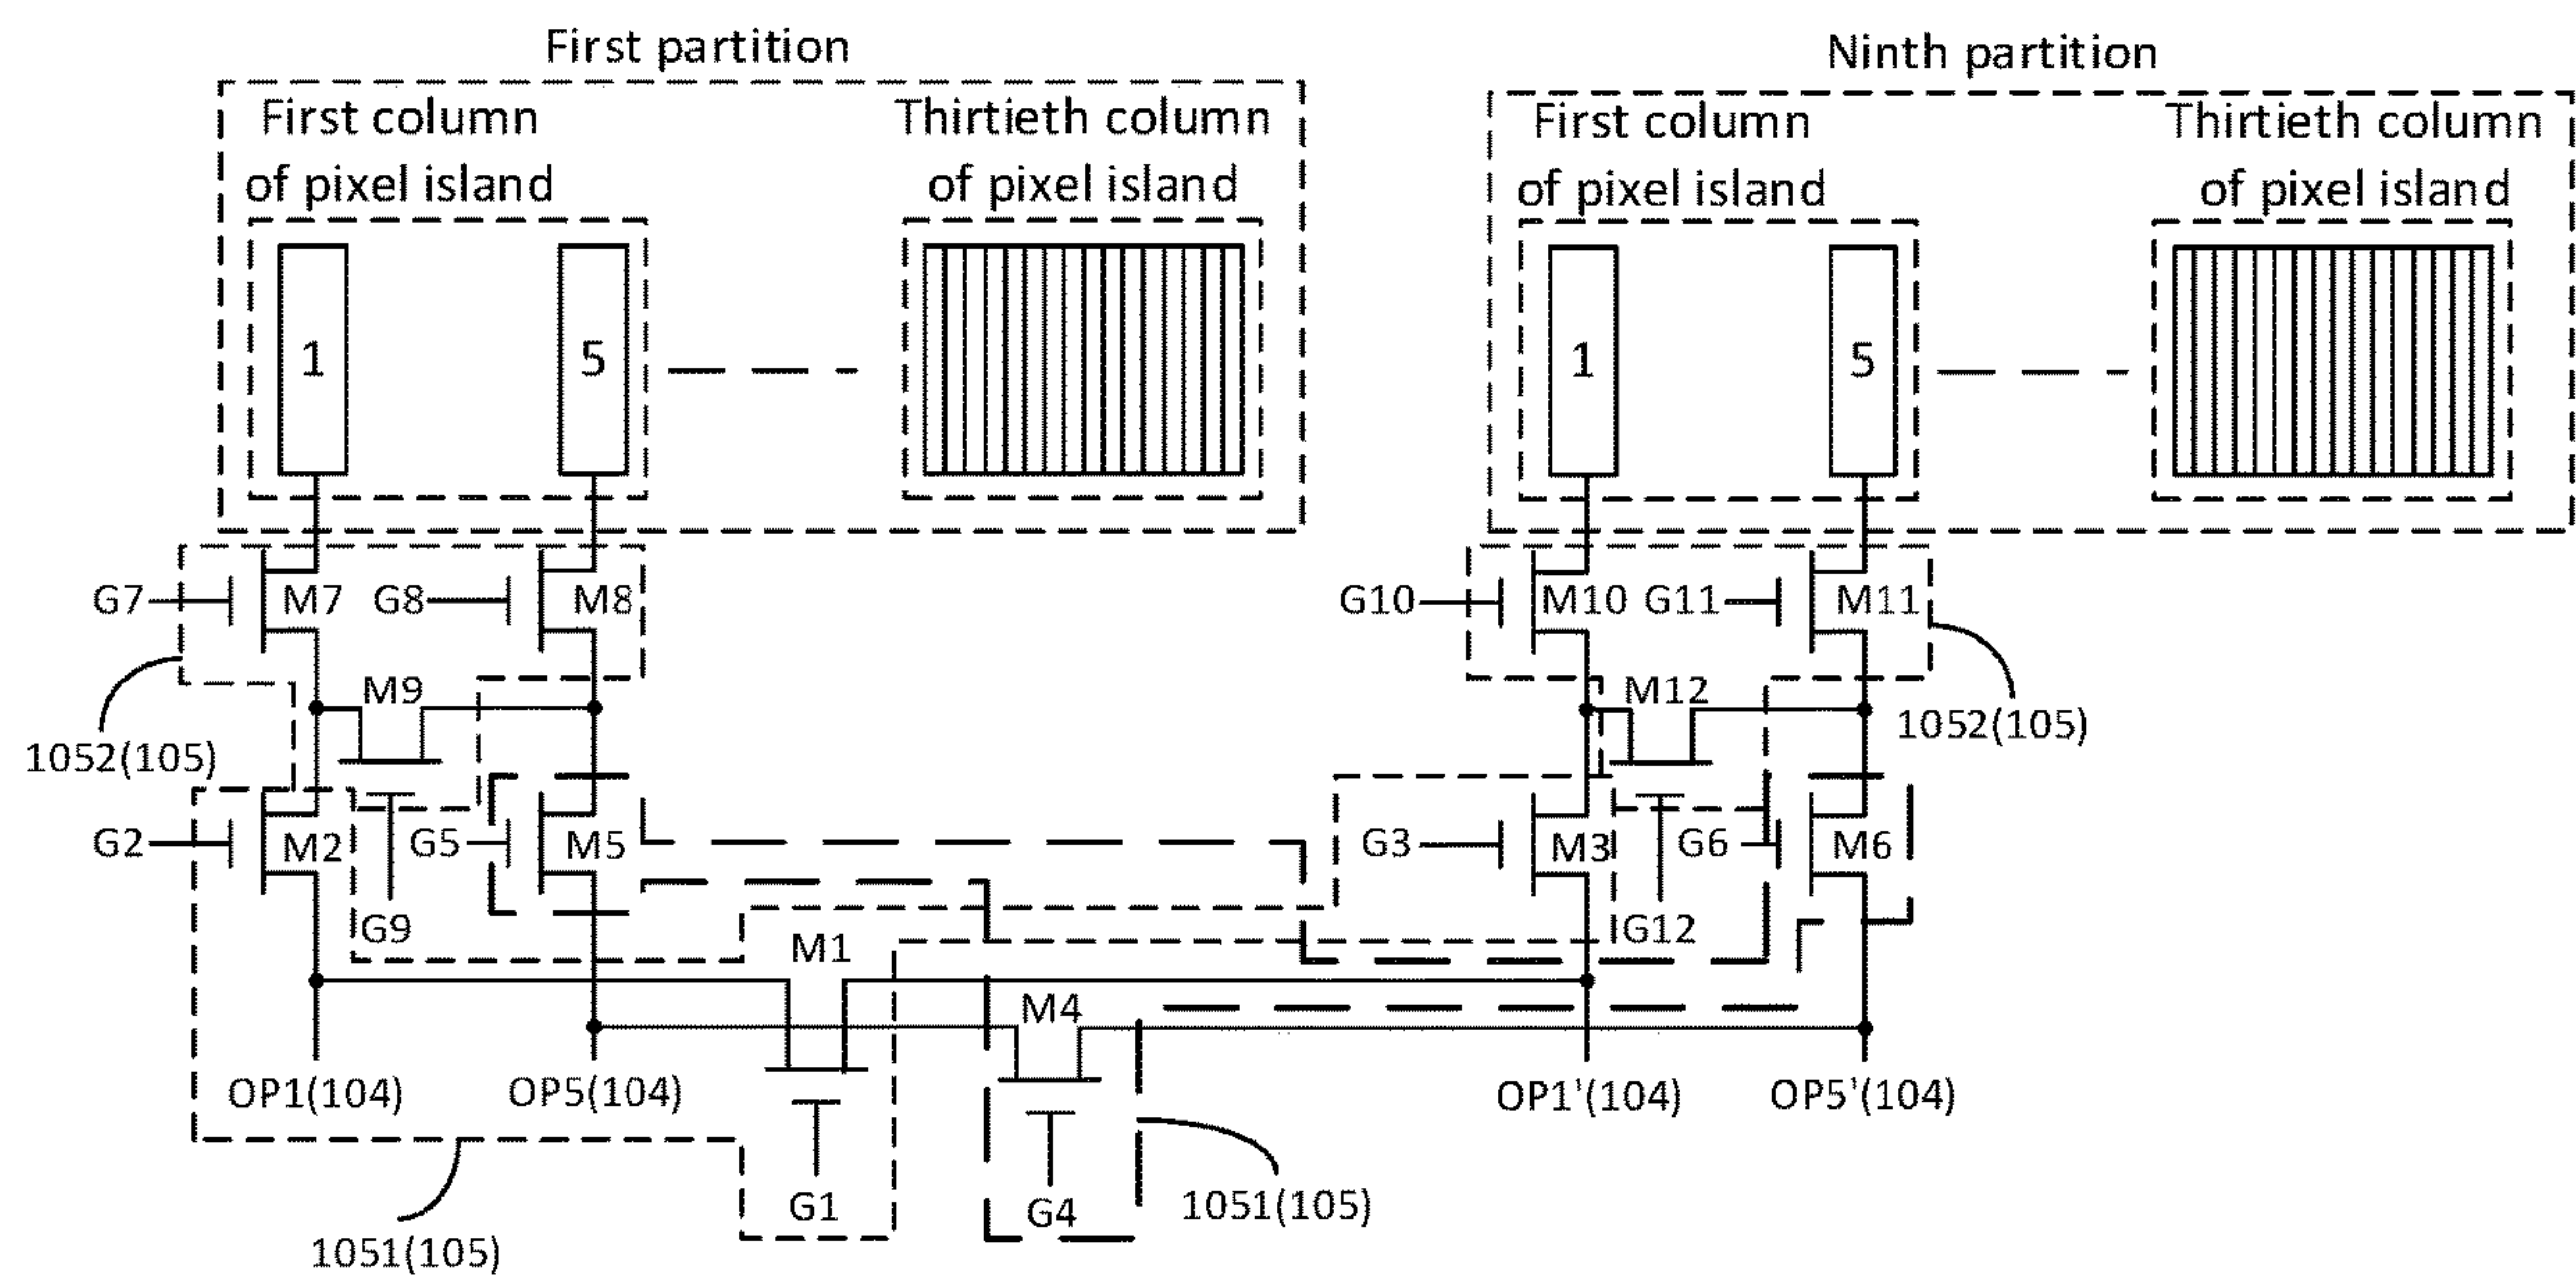 First partition
Ninth partition
First column
of pixel island
Thirtieth column
of pixel island
First column
of pixel island
Thirtieth column
of pixel island
1
5
1
5
G7
M7
G8
M8
G10
M10
G11
M11
M9
M12
1052(105)
1052(105)
G2
M2
G5
M5
G3
M3
G6
M6
G9
G12
M1
M4
OP1(104)
OP5(104)
OP1'(104)
OP5'(104)
G1
G4
1051(105)
1051(105)